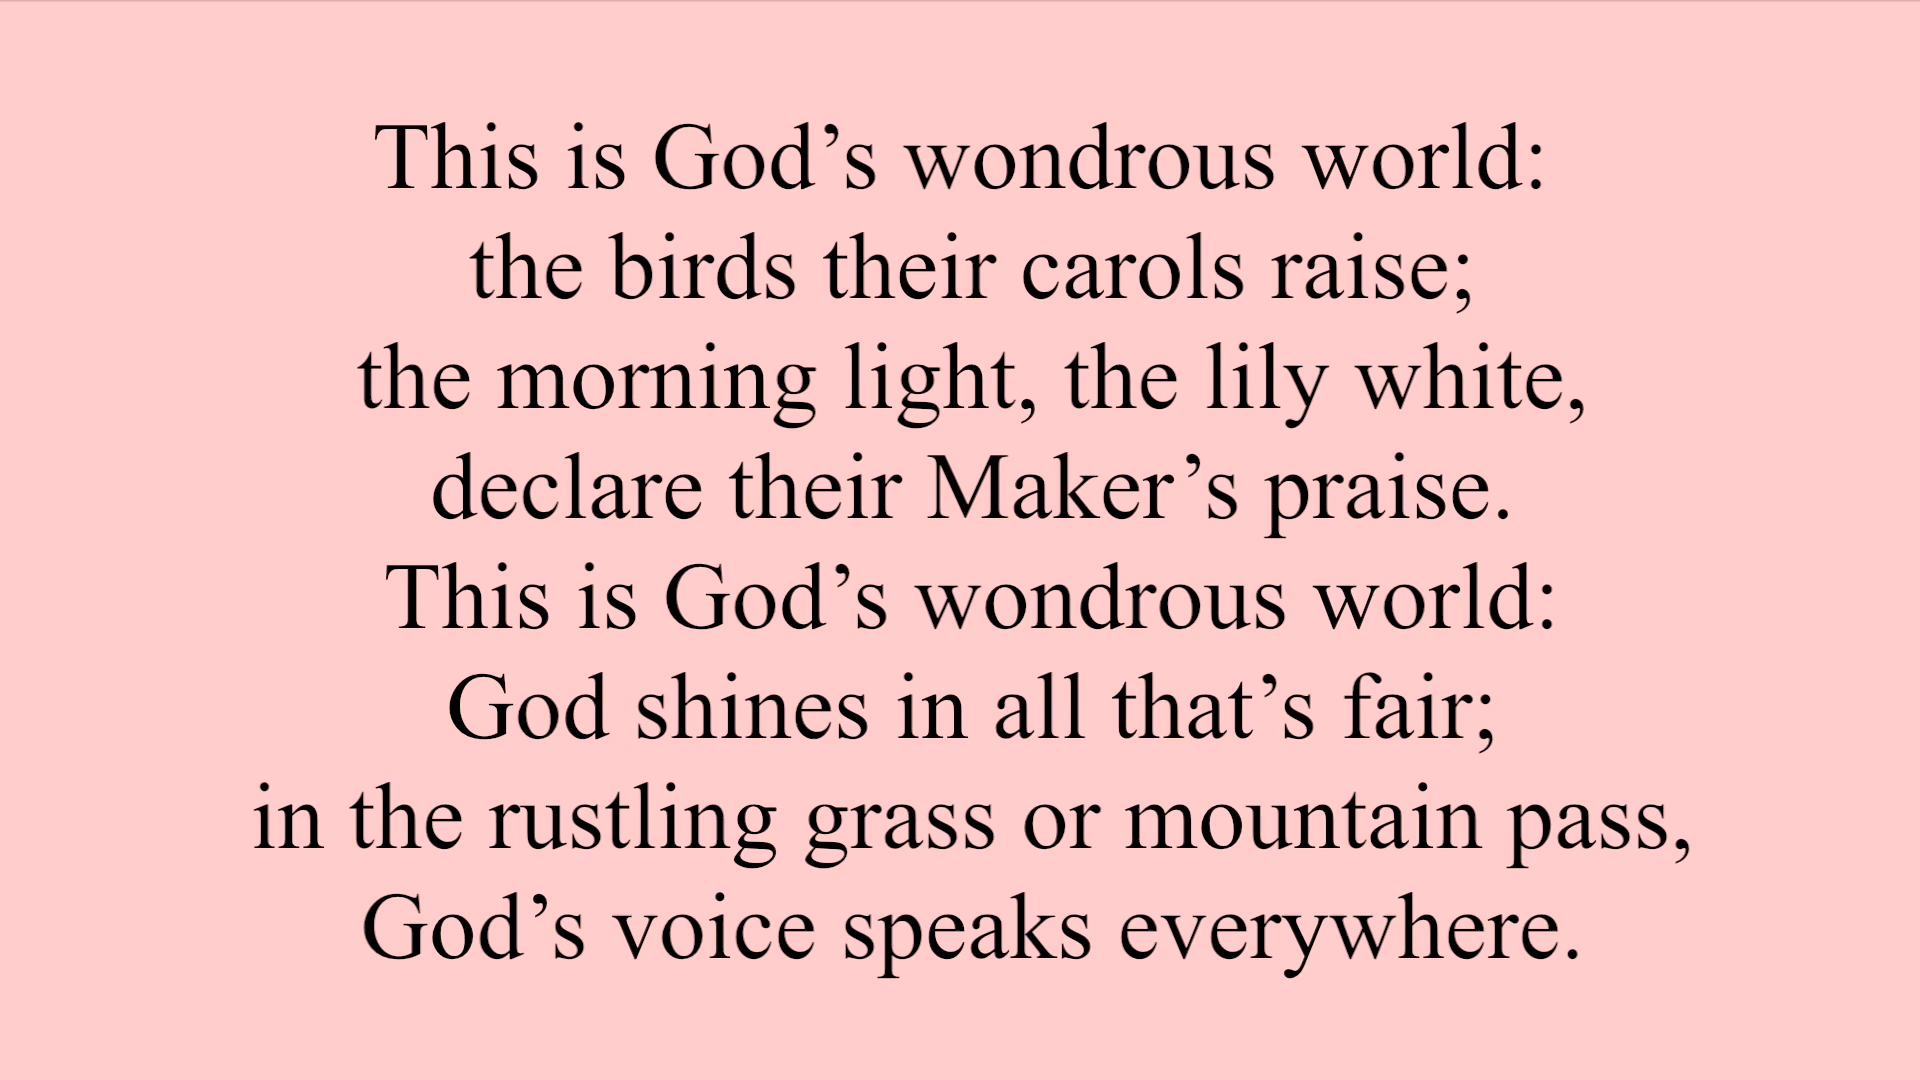 This is God’s wondrous world:
the birds their carols raise;
the morning light, the lily white,
declare their Maker’s praise.
This is God’s wondrous world:
God shines in all that’s fair;
in the rustling grass or mountain pass,
God’s voice speaks everywhere.